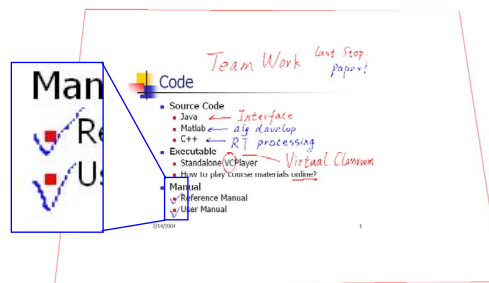 Team Work Last Stop:
paper!
Code
Source Code
Java ← Interface
Matlab ← alg develop
C++ ← RT processing
Executable
Standalone VCPlayer — Virtual Classroom
How to play course materials online?
Manual
Reference Manual
User Manual
2/14/2004 1
Man
Re
Us